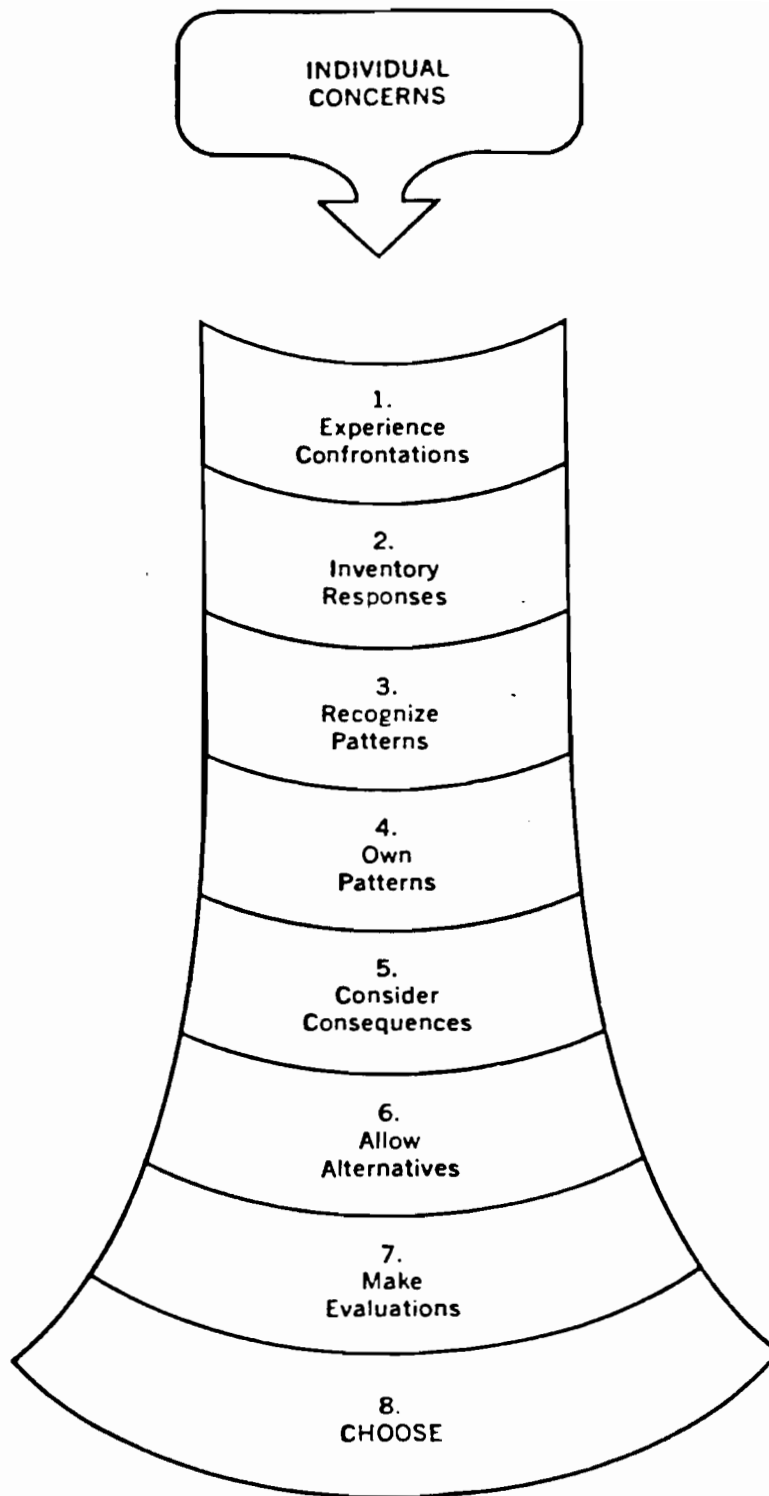 INDIVIDUAL
CONCERNS
1.
Experience
Confrontations
2.
Inventory
Responses
3.
Recognize
Patterns
4.
Own
Patterns
5.
Consider
Consequences
6.
Allow
Alternatives
7.
Make
Evaluations
8.
CHOOSE